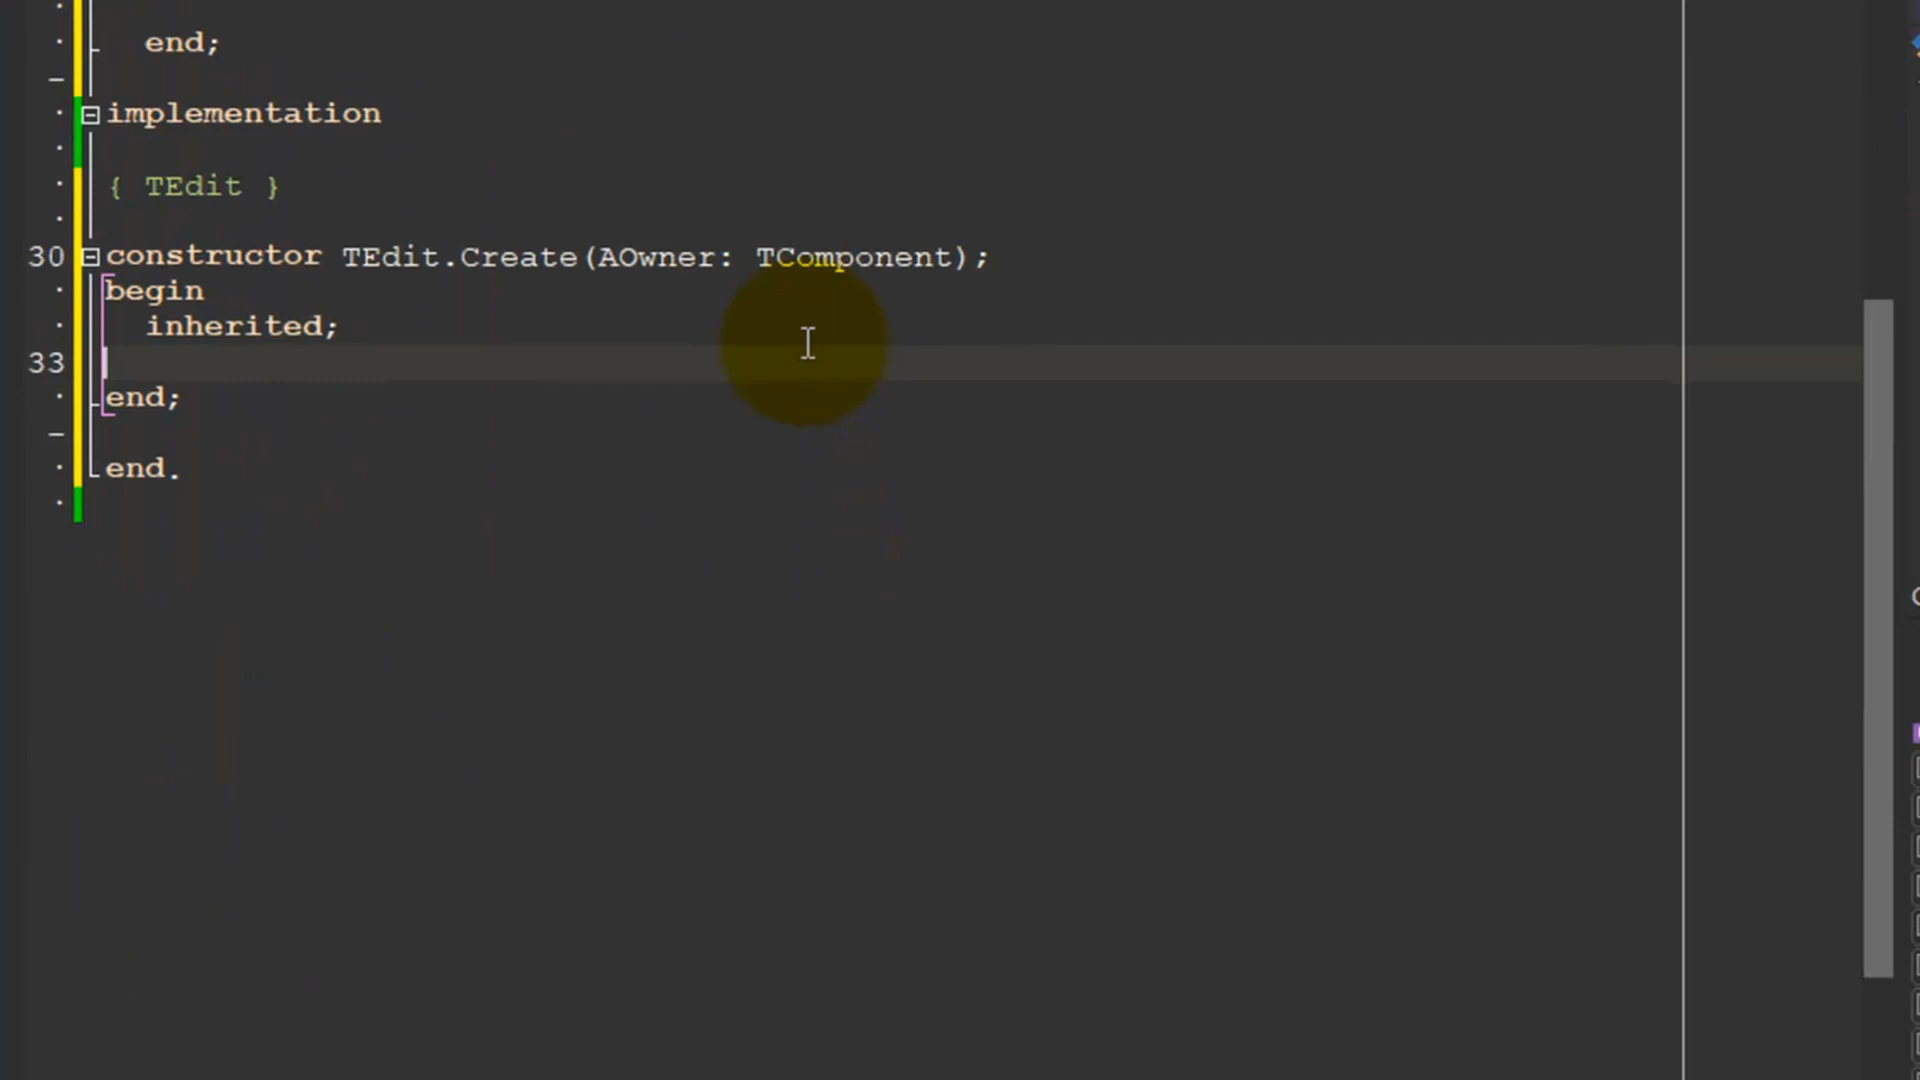 end;
implementation
{ TEdit }
30 constructor TEdit.Create(AOwner: TComponent);
begin
inherited;
33
end;
end.